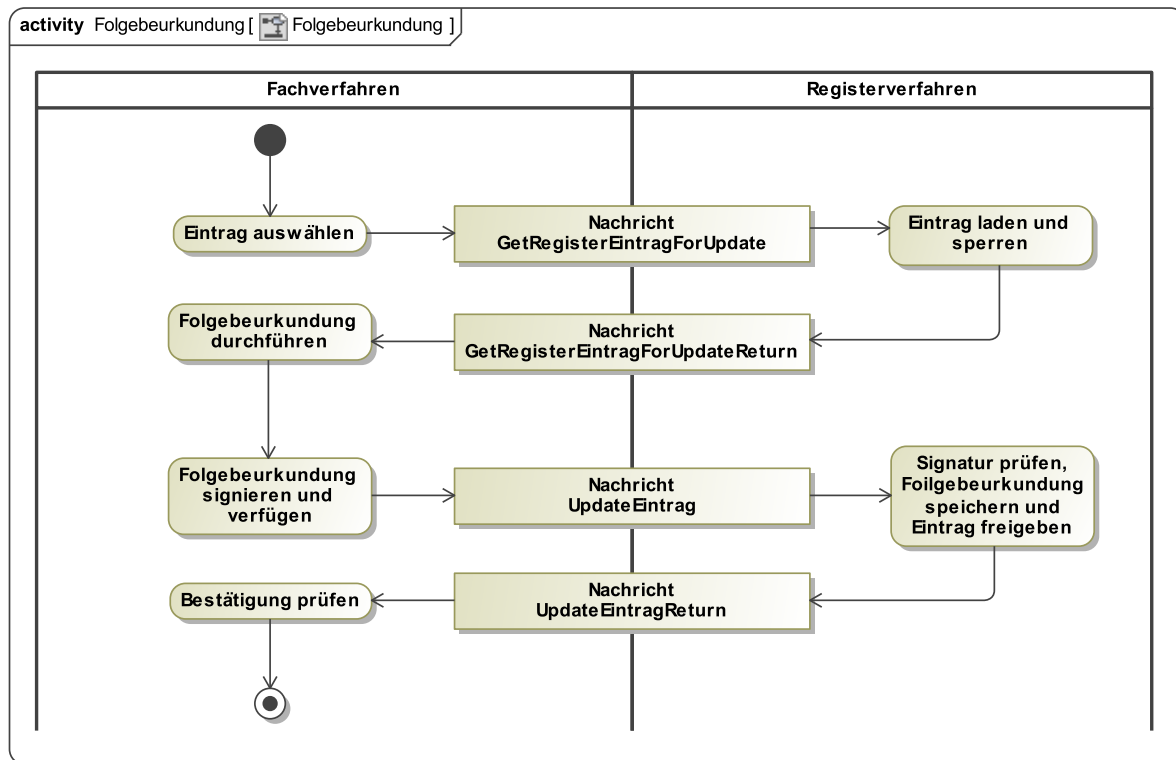 activity Folgebeurkundung [ Folgebeurkundung ]
Fachverfahren
Registerverfahren
Eintrag auswählen
Nachricht
GetRegisterEintragForUpdate
Eintrag laden und
sperren
Folgebeurkundung
durchführen
Nachricht
GetRegisterEintragForUpdateReturn
Folgebeurkundung
signieren und
verfügen
Nachricht
UpdateEintrag
Signatur prüfen,
Foilgebeurkundung
speichern und
Eintrag freigeben
Bestätigung prüfen
Nachricht
UpdateEintragReturn